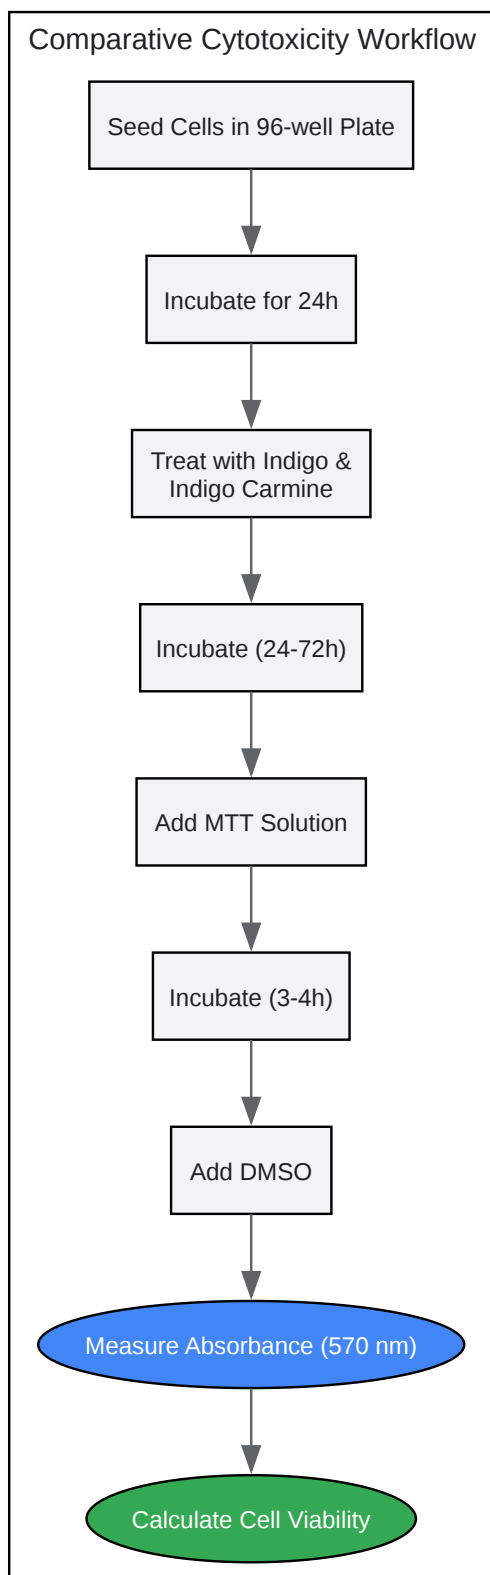 Comparative Cytotoxicity Workflow
Seed Cells in 96-well Plate
Incubate for 24h
Treat with Indigo &
Indigo Carmine
Incubate (24-72h)
Add MTT Solution
Incubate (3-4h)
Add DMSO
Measure Absorbance (570 nm)
Calculate Cell Viability